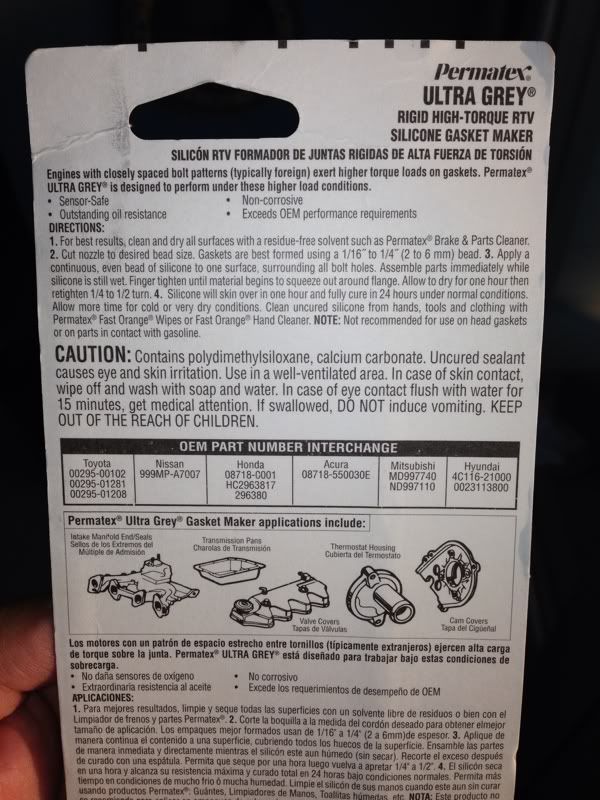 Permatex®
ULTRA GREY®
RIGID HIGH-TORQUE RTV
SILICONE GASKET MAKER
SILICÓN RTV FORMADOR DE JUNTAS RIGIDAS DE ALTA FUERZA DE TORSIÓN
Engines with closely spaced bolt patterns (typically foreign) exert higher torque loads on gaskets. Permatex®
ULTRA GREY® is designed to perform under these higher load conditions.
• Sensor-Safe • Non-corrosive
• Outstanding oil resistance • Exceeds OEM performance requirements
DIRECTIONS:
1. For best results, clean and dry all surfaces with a residue-free solvent such as Permatex® Brake & Parts Cleaner.
2. Cut nozzle to desired bead size. Gaskets are best formed using a 1/16˝ to 1/4˝ (2 to 6 mm) bead. 3. Apply a
continuous, even bead of silicone to one surface, surrounding all bolt holes. Assemble parts immediately while
silicone is still wet. Finger tighten until material begins to squeeze out around flange. Allow to dry for one hour then
retighten 1/4 to 1/2 turn. 4. Silicone will skin over in one hour and fully cure in 24 hours under normal conditions.
Allow more time for cold or very dry conditions. Clean uncured silicone from hands, tools and clothing with
Permatex® Fast Orange® Wipes or Fast Orange® Hand Cleaner. NOTE: Not recommended for use on head gaskets
or on parts in contact with gasoline.
CAUTION: Contains polydimethylsiloxane, calcium carbonate. Uncured sealant
causes eye and skin irritation. Use in a well-ventilated area. In case of skin contact,
wipe off and wash with soap and water. In case of eye contact flush with water for
15 minutes, get medical attention. If swallowed, DO NOT induce vomiting. KEEP
OUT OF THE REACH OF CHILDREN.
OEM PART NUMBER INTERCHANGE
Toyota Nissan Honda Acura Mitsubishi Hyundai
00295-00102 999MP-A7007 08718-0001 08718-550030E MD997740 4C116-21000
00295-01281 HC2963817 ND997110 0023113800
00295-01208 296380
Permatex® Ultra Grey® Gasket Maker applications include:
Intake Manifold End/Seals
Sellos de los Extremos del
Múltiple de Admisión
Transmission Pans
Charolas de Transmisión
Thermostat Housing
Cubierta del Termostato
Valve Covers
Tapas de Válvulas
Cam Covers
Tapa del Cigüeñal
Los motores con un patrón de espacio estrecho entre tornillos (típicamente extranjeros) ejercen alta carga
de torque sobre la junta. Permatex® ULTRA GREY® está diseñado para trabajar bajo estas condiciones de
sobrecarga.
• No daña sensores de oxígeno • No corrosivo
• Extraordinaria resistencia al aceite • Excede los requerimientos de desempeño de OEM
APLICACIONES:
1. Para mejores resultados, limpie y seque todas las superficies con un solvente libre de residuos o bien con el
Limpiador de frenos y partes Permatex®. 2. Corte la boquilla a la medida del cordón deseado para obtener elmejor
tamaño de aplicación. Los empaques mejor formados usan de 1/16" a 1/4" (2 a 6mm)de espesor. 3. Aplique de
manera continua el contenido a una superficie, cubriendo todos los huecos de la superficie. Ensamble las partes
de manera inmediata y directamente mientras el silicón este aun húmedo (sin secar). Recorte el exceso después
de curado con una espátula. Permita que seque por una hora luego vuelva a apretar 1/4" a 1/2". 4. El silicón seca
en una hora y alcanza su resistencia máxima y curado total en 24 horas bajo condiciones normales. Permita más
tiempo en condiciones de mucho frio ó mucha humedad. Limpie el silicón de sus manos cuando este aun sin curar
usando productos Permatex®: Guántes, Limpiadores de Manos, Toallitas húmedas, etc. NOTA: Este producto no